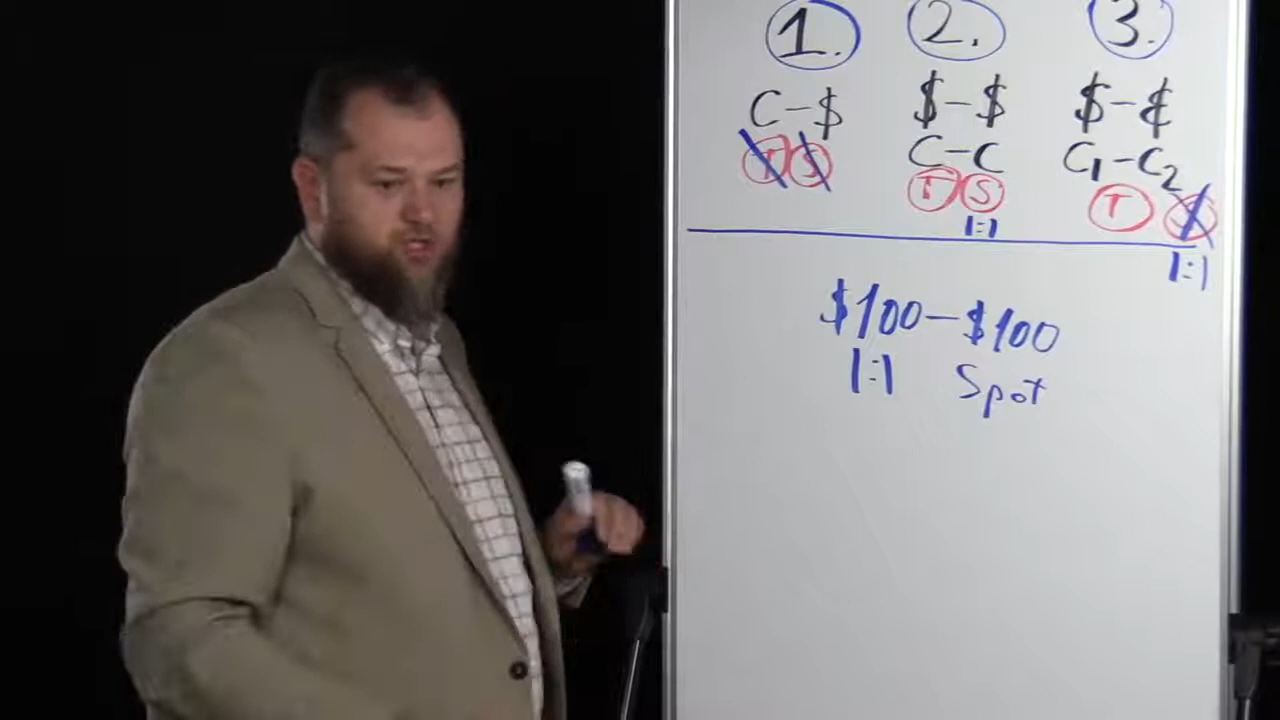 1. 2. 3.
C-$ $-$ $-¢
T S C-C C1-C2
T S T
1:1 1:1
$100-$100
1:1 Spot